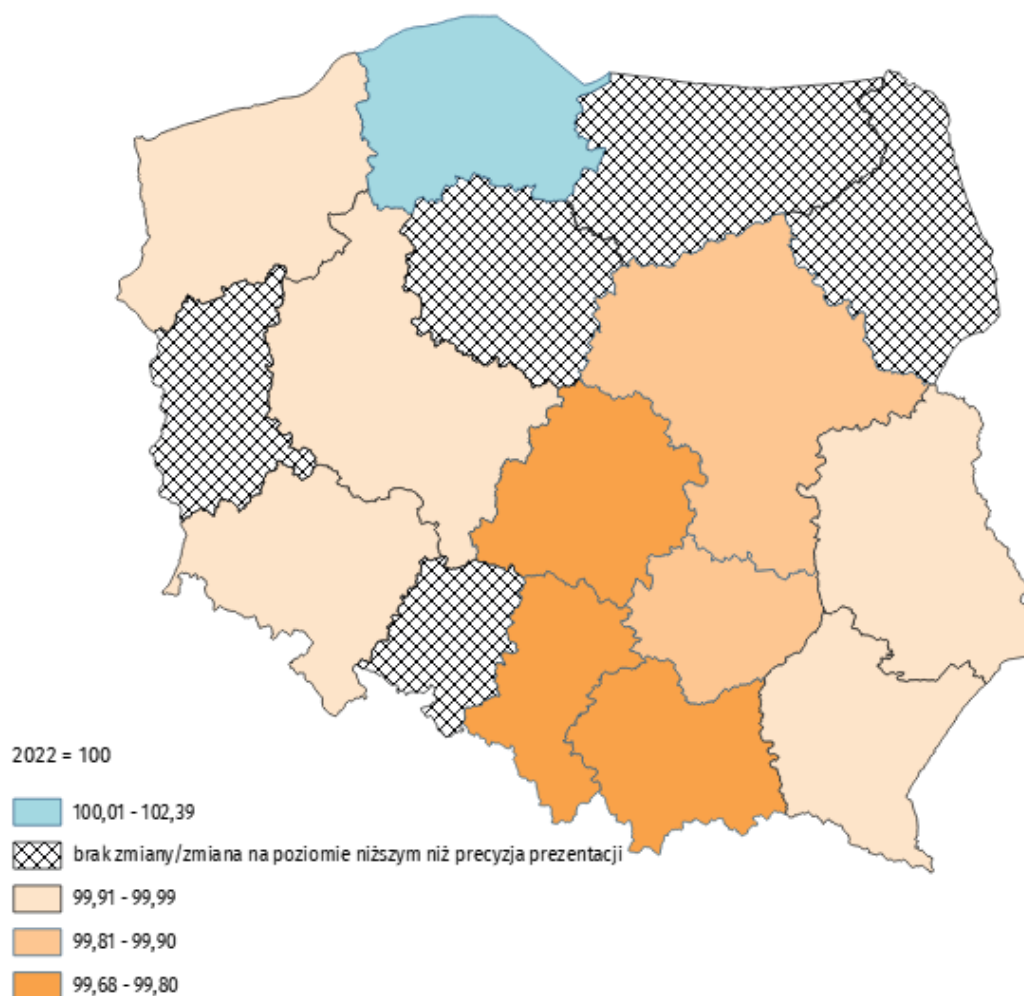 2022 = 100
100,01 - 102,39
brak zmiany/zmiana na poziomie niższym niż precyzja prezentacji
99,91 - 99,99
99,81 - 99,90
99,68 - 99,80